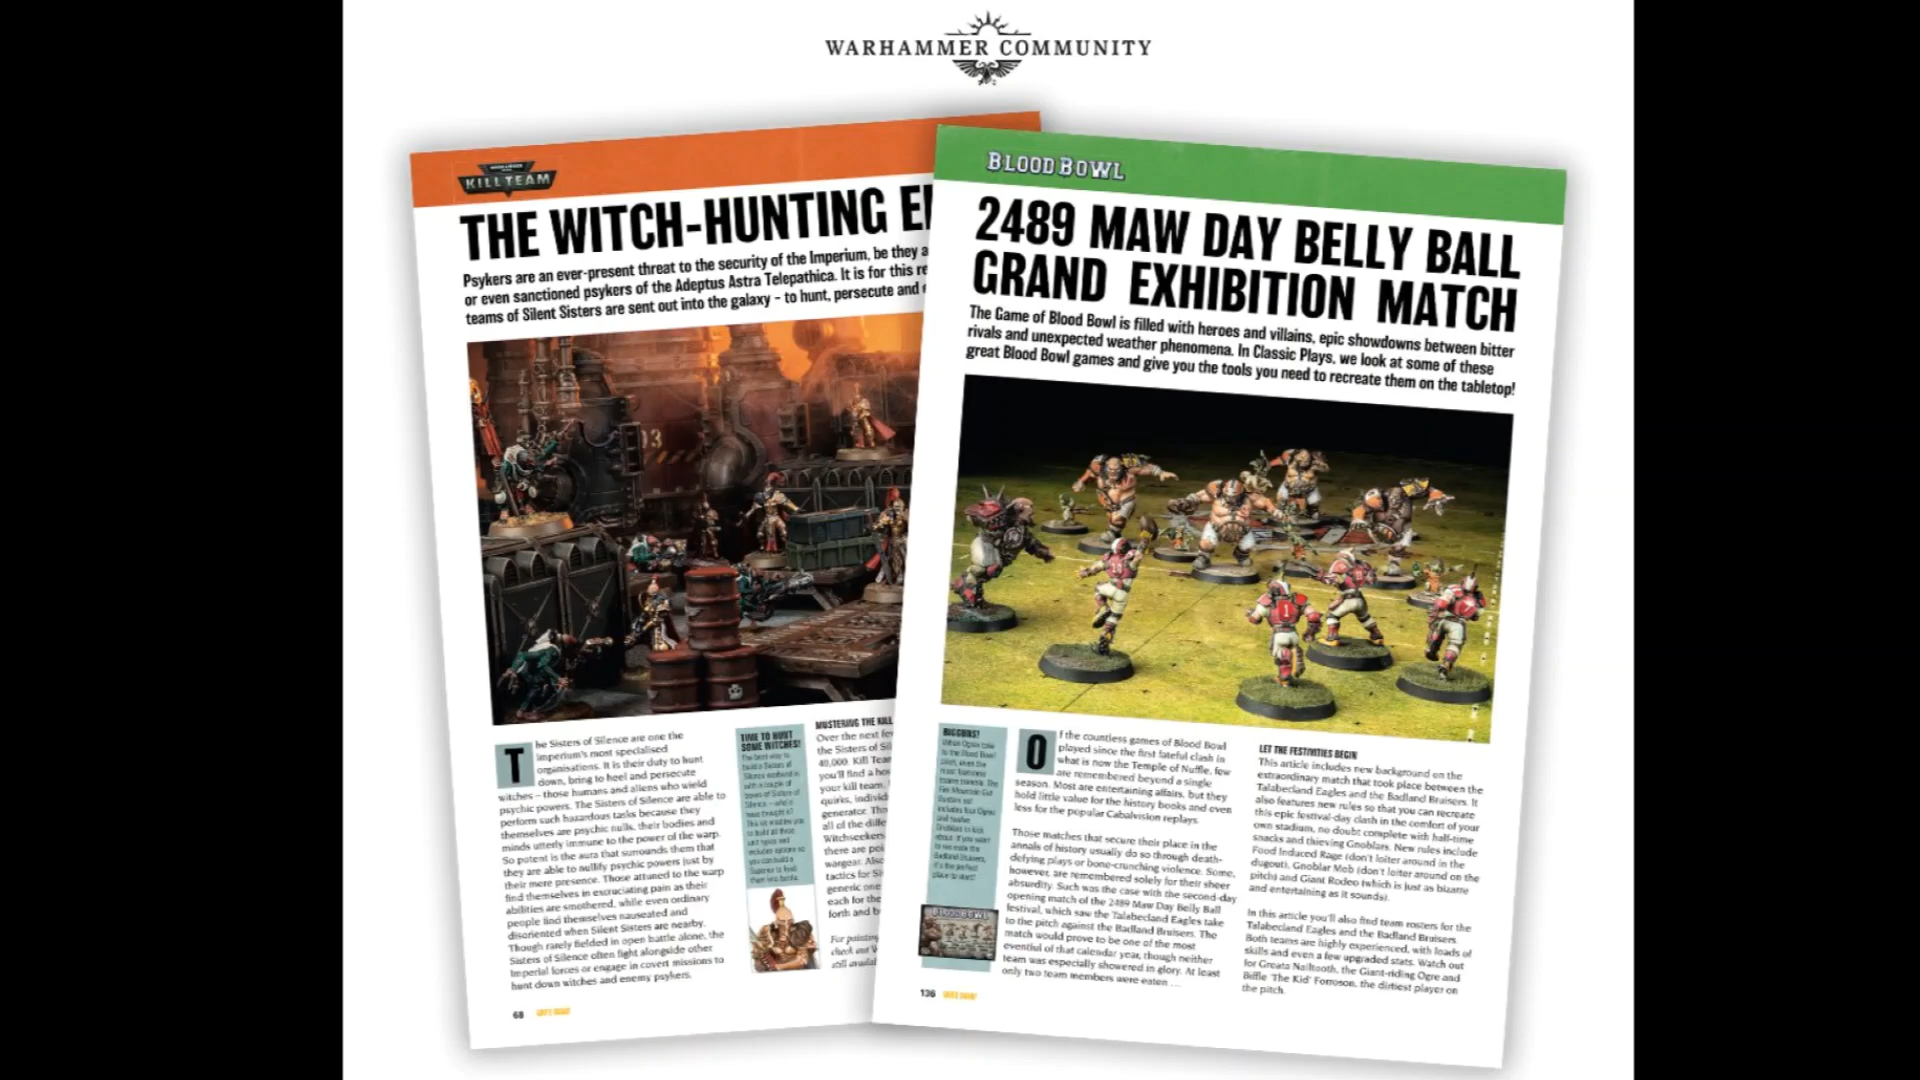 WARHAMMER COMMUNITY
KILL TEAM
THE WITCH-HUNTING
Psykers are an ever-present threat to the security of the Imperium, be they
or even sanctioned psykers of the Adeptus Astra Telepathica. It is for this
teams of Silent Sisters are sent out into the galaxy – to hunt, persecute and
03
The Sisters of Silence are one the
Imperium's most specialised
organisations. It is their duty to hunt
down, bring to heel and persecute
witches – those humans and aliens who wield
psychic powers. The Sisters of Silence are able to
perform such hazardous tasks because they
themselves are psychic nulls, their bodies and
minds utterly immune to the power of the warp.
So potent is the aura that surrounds them that
they are able to nullify psychic powers just by
their mere presence. Those attuned to the warp
find themselves in excruciating pain as their
abilities are smothered, while even ordinary
people find themselves nauseated and
disoriented when Silent Sisters are nearby.
Though rarely fielded in open battle alone, the
Sisters of Silence often fight alongside other
Imperial forces or engage in covert missions to
hunt down witches and enemy psykers.
TIME TO HUNT
SOME WITCHES!
MUSTERING THE KILL
Over the next
the Sisters of
40,000. Kill
you'll find a
your kill team,
quirks,
generator.
all of the
Witchseekers
there are
wargear. Also
tactics for
generic one
each for the
forth and
For painting
check out
still
68
BLOOD BOWL
2489 MAW DAY BELLY BALL
GRAND EXHIBITION MATCH
The Game of Blood Bowl is filled with heroes and villains, epic showdowns between bitter
rivals and unexpected weather phenomena. In Classic Plays, we look at some of these
great Blood Bowl games and give you the tools you need to recreate them on the tabletop!
1
BIGGUNS!
BLOOD BOWL
Of the countless games of Blood Bowl
played since the first fateful clash in
what is now the Temple of Nuffle, few
are remembered beyond a single
season. Most are entertaining affairs, but they
hold little value for the history books and even
less for the popular Cabalvision replays.
Those matches that secure their place in the
annals of history usually do so through death-
defying plays or bone-crunching violence. Some,
however, are remembered solely for their sheer
absurdity. Such was the case with the second-day
opening match of the 2489 Maw Day Belly Ball
festival, which saw the Talabecland Eagles take
to the pitch against the Badland Bruisers. The
match would prove to be one of the most
eventful of that calendar year, though neither
team was especially showered in glory. At least
only two team members were eaten ...
LET THE FESTIVITIES BEGIN
This article includes new background on the
extraordinary match that took place between the
Talabecland Eagles and the Badland Bruisers. It
also features new rules so that you can recreate
this epic festival-day clash in the comfort of your
own stadium, no doubt complete with half-time
snacks and thieving Gnoblars. New rules include
Food Induced Rage (don't loiter around in the
dugout), Gnoblar Mob (don't loiter around on the
pitch) and Giant Rodeo (which is just as bizarre
and entertaining as it sounds).
In this article you'll also find team rosters for the
Talabecland Eagles and the Badland Bruisers.
Both teams are highly experienced, with loads of
skills and even a few upgraded stats. Watch out
for Greata Nailtooth, the Giant-riding Ogre and
Biffle 'The Kid' Forroson, the dirtiest player on
the pitch.
136